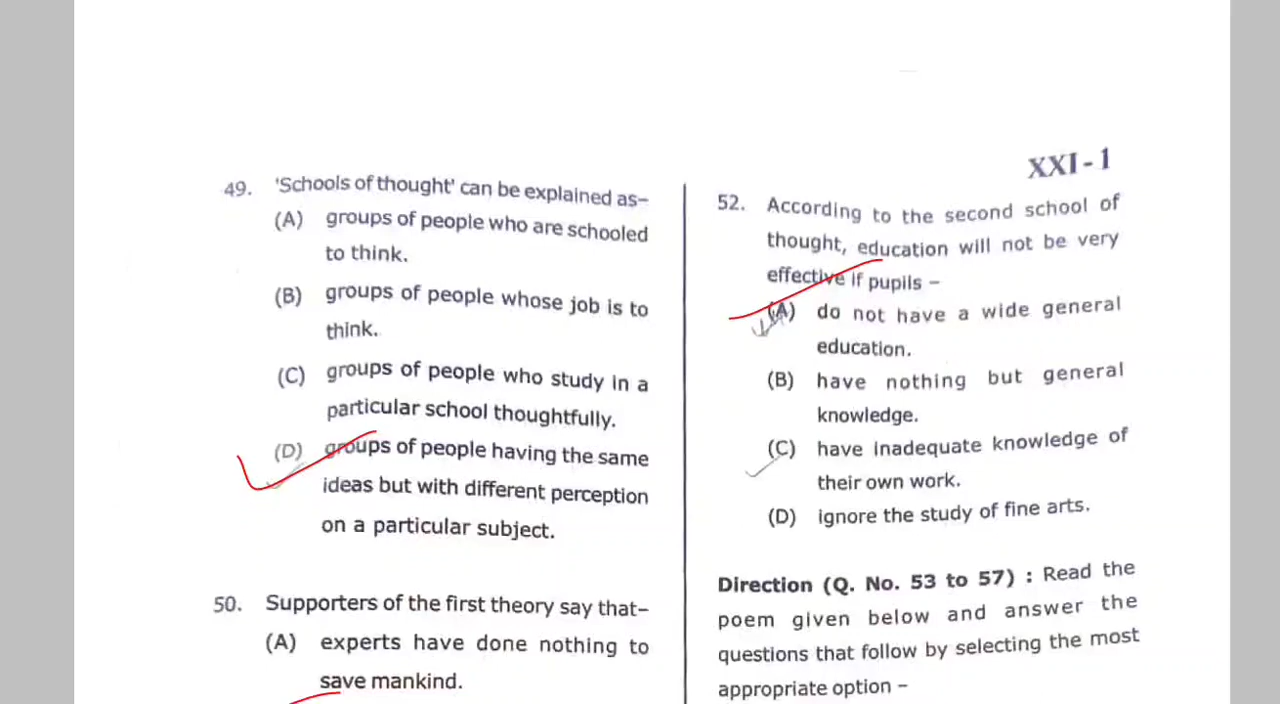 XXI - 1
49. 'Schools of thought' can be explained as–
(A) groups of people who are schooled
to think.
(B) groups of people whose job is to
think.
(C) groups of people who study in a
particular school thoughtfully.
(D) groups of people having the same
ideas but with different perception
on a particular subject.
50. Supporters of the first theory say that–
(A) experts have done nothing to
save mankind.
52. According to the second school of
thought, education will not be very
effective if pupils –
(A) do not have a wide general
education.
(B) have nothing but general
knowledge.
(C) have inadequate knowledge of
their own work.
(D) ignore the study of fine arts.
Direction (Q. No. 53 to 57) : Read the
poem given below and answer the
questions that follow by selecting the most
appropriate option –